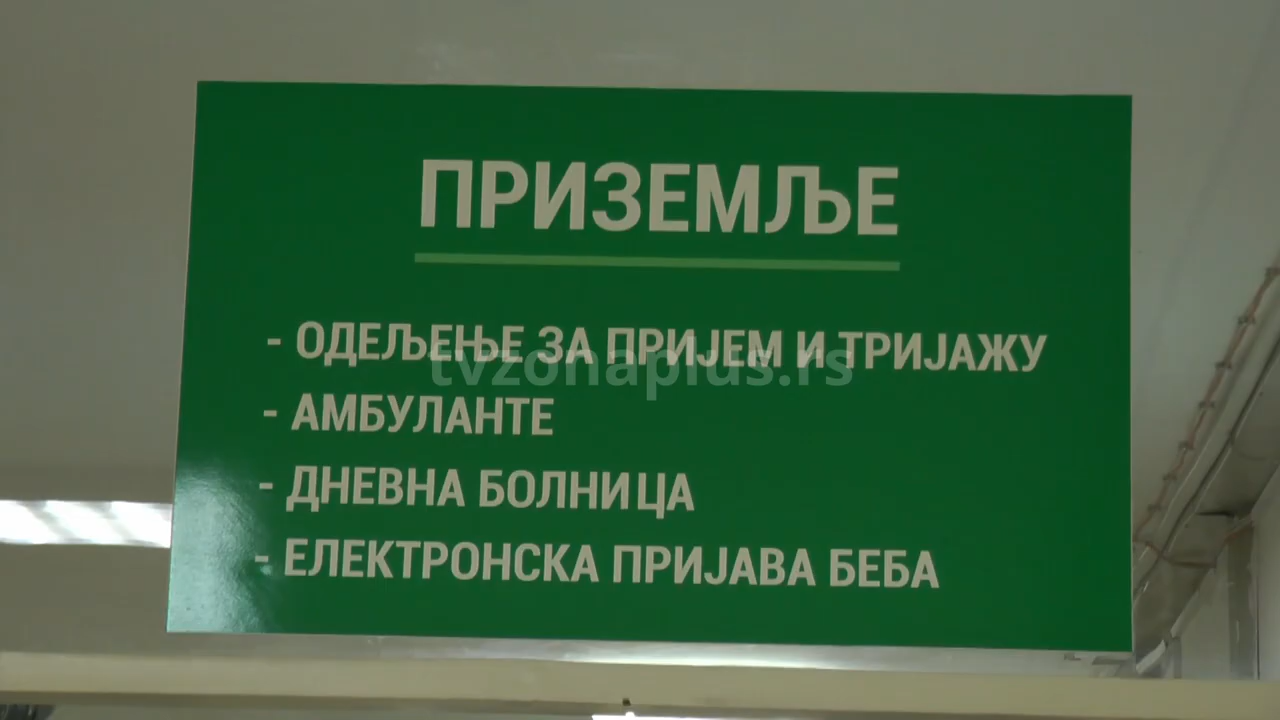 ПРИЗЕМЉЕ
- ОДЕЉЕЊЕ ЗА ПРИЈЕМ И ТРИЈАЖУ
tvzonaplus.rs
- АМБУЛАНТЕ
- ДНЕВНА БОЛНИЦА
- ЕЛЕКТРОНСКА ПРИЈАВА БЕБА